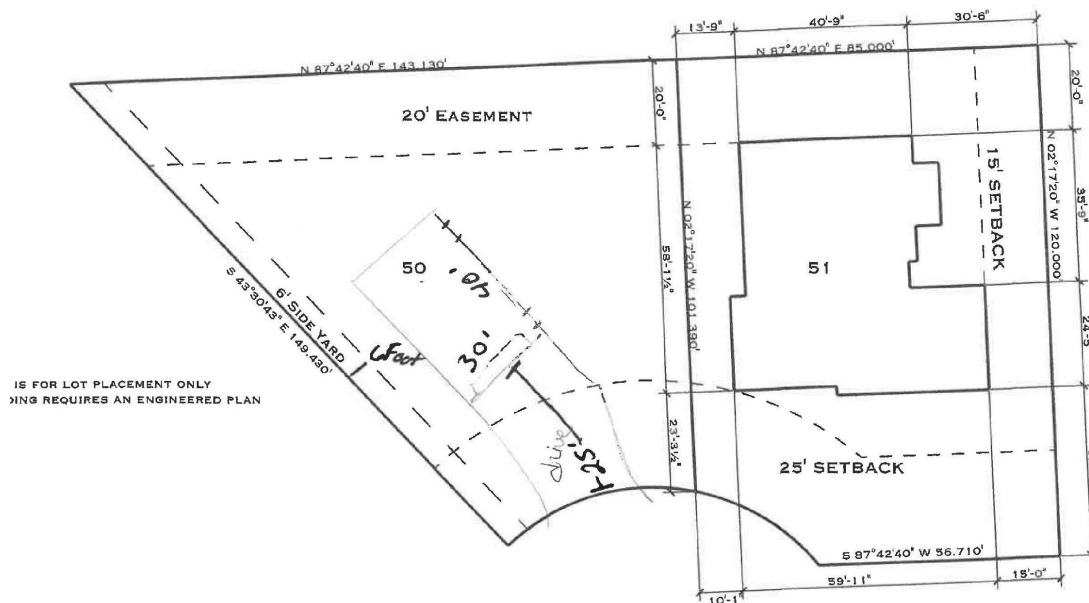 13'-9"
40'-9"
30'-6"
N 87°42'40" E 143.130'
N 87°42'40" E 85.000'
20' EASEMENT
20'-0"
20'-0"
15' SETBACK
N 02°17'20" W 120.000'
35'-9"
N 02°17'20" W 101.390'
58'-1½"
50
40'
51
6' SIDE YARD
S 43°30'43" E 149.430'
6 Foot
30'
24'-5
IS FOR LOT PLACEMENT ONLY
DING REQUIRES AN ENGINEERED PLAN
drive
25'
23'-3½"
25' SETBACK
S 87°42'40" W 56.710'
59'-11"
15'-0"
10'-1"